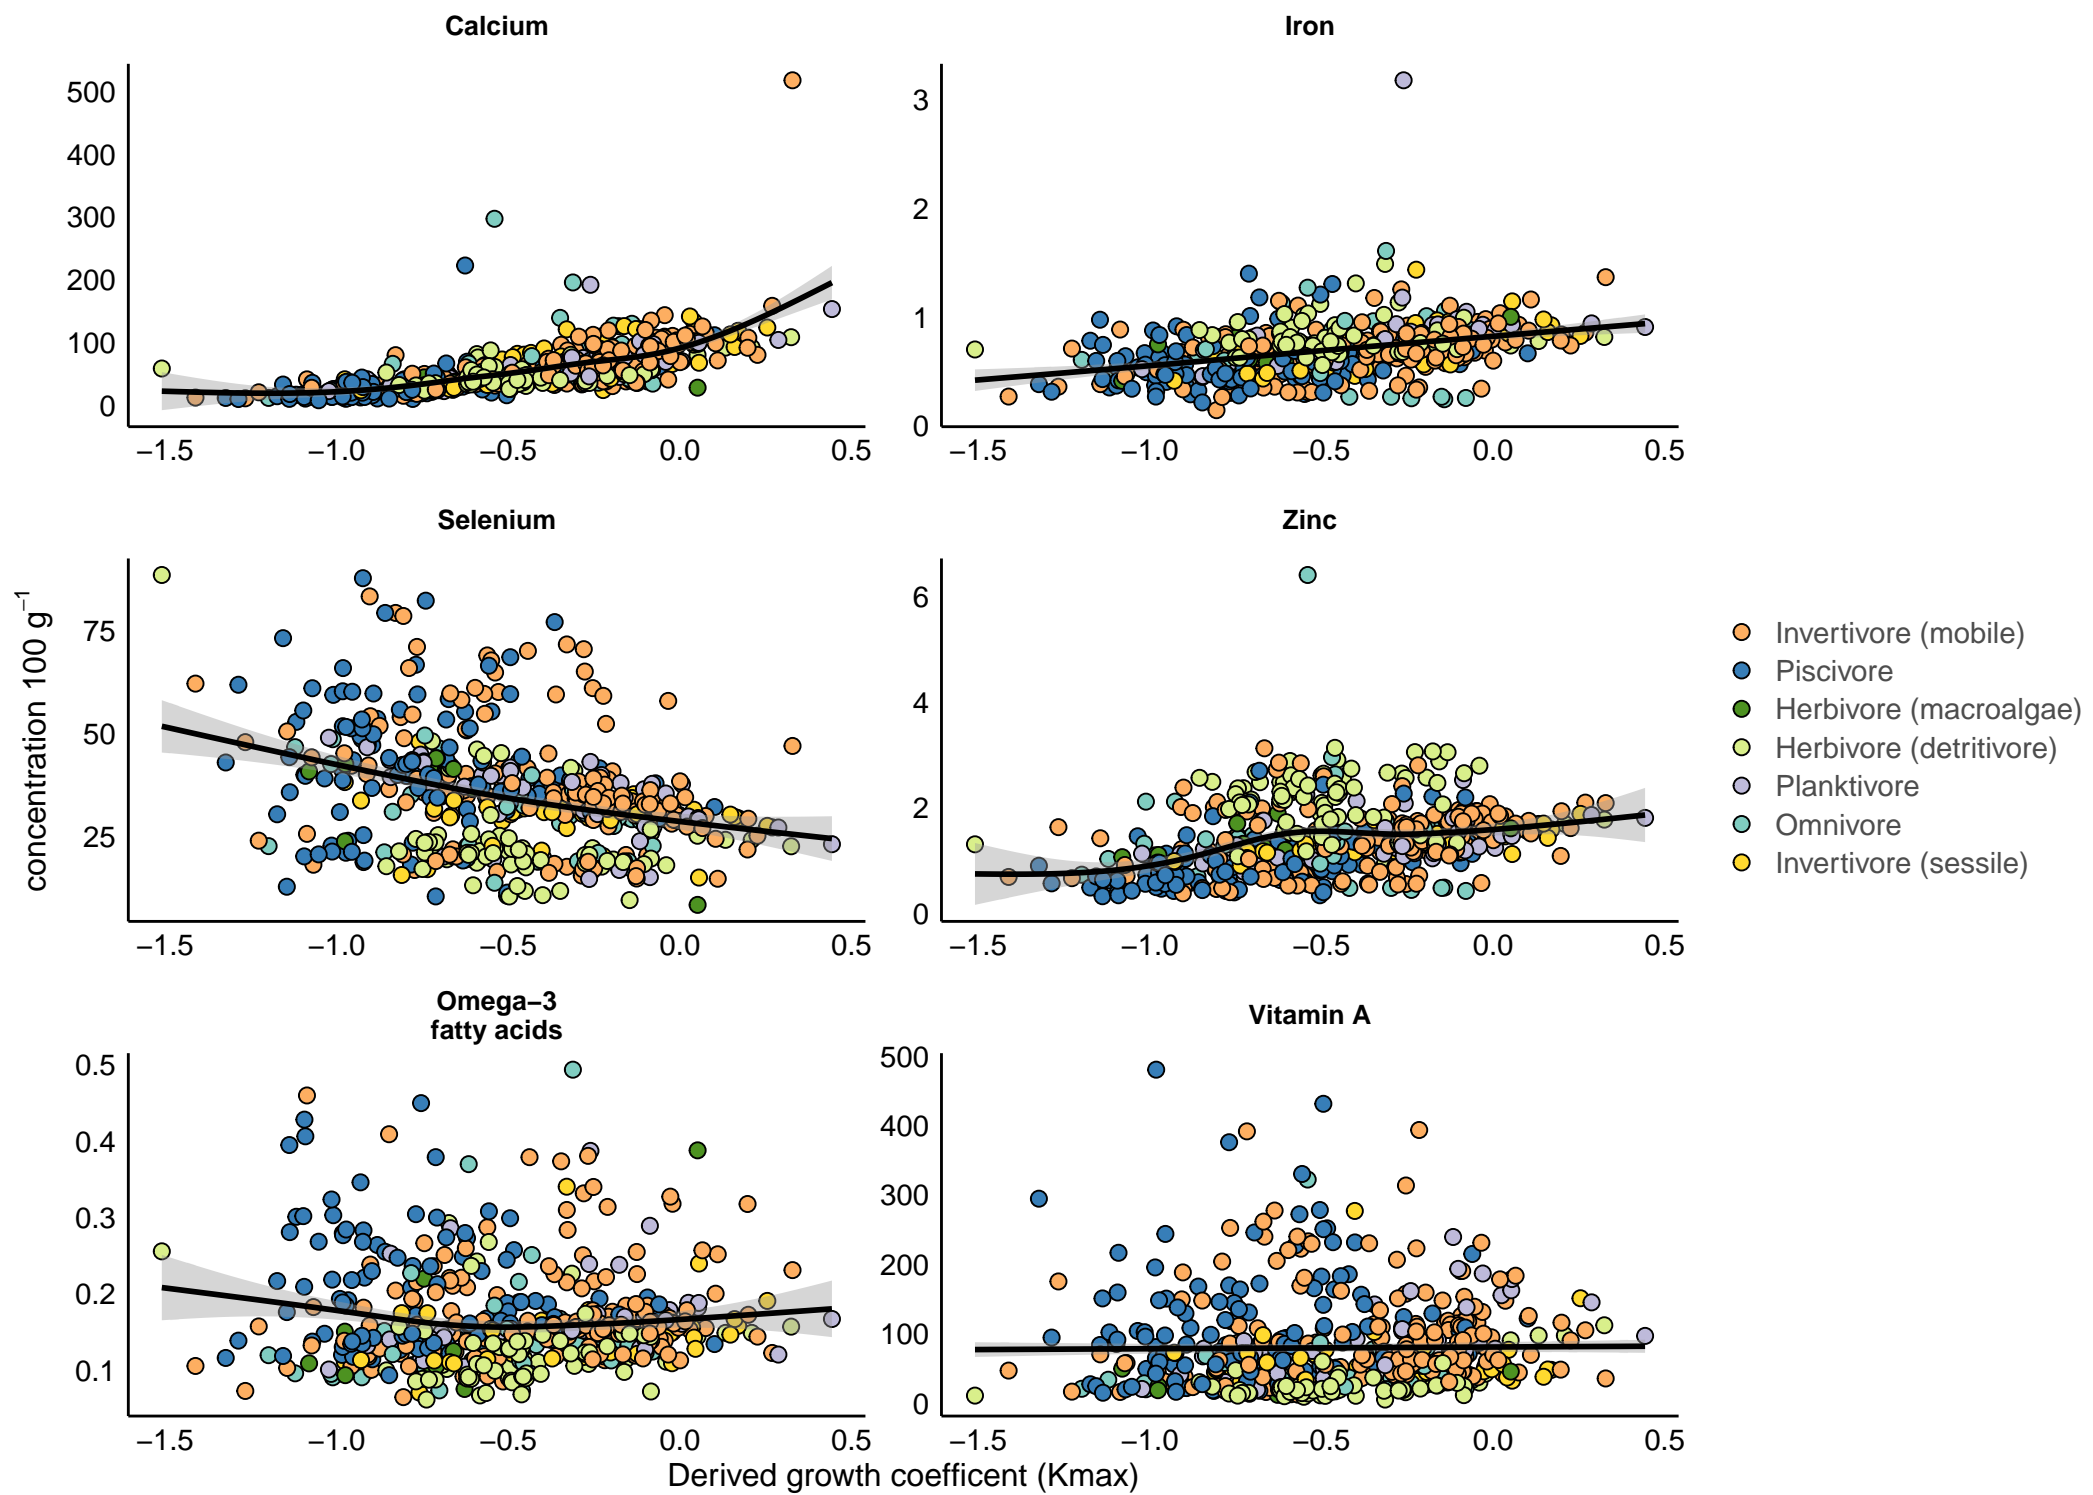 Calcium
Iron
500
400
300
200
100
0
3
2
1
0
−1.5 −1.0 −0.5 0.0 0.5
−1.5 −1.0 −0.5 0.0 0.5
Selenium
Zinc
75
50
25
6
4
2
0
−1.5 −1.0 −0.5 0.0 0.5
−1.5 −1.0 −0.5 0.0 0.5
Omega−3
fatty acids
Vitamin A
0.5
0.4
0.3
0.2
0.1
500
400
300
200
100
0
−1.5 −1.0 −0.5 0.0 0.5
−1.5 −1.0 −0.5 0.0 0.5
concentration 100 g⁻¹
Derived growth coefficent (Kmax)
Invertivore (mobile)
Piscivore
Herbivore (macroalgae)
Herbivore (detritivore)
Planktivore
Omnivore
Invertivore (sessile)